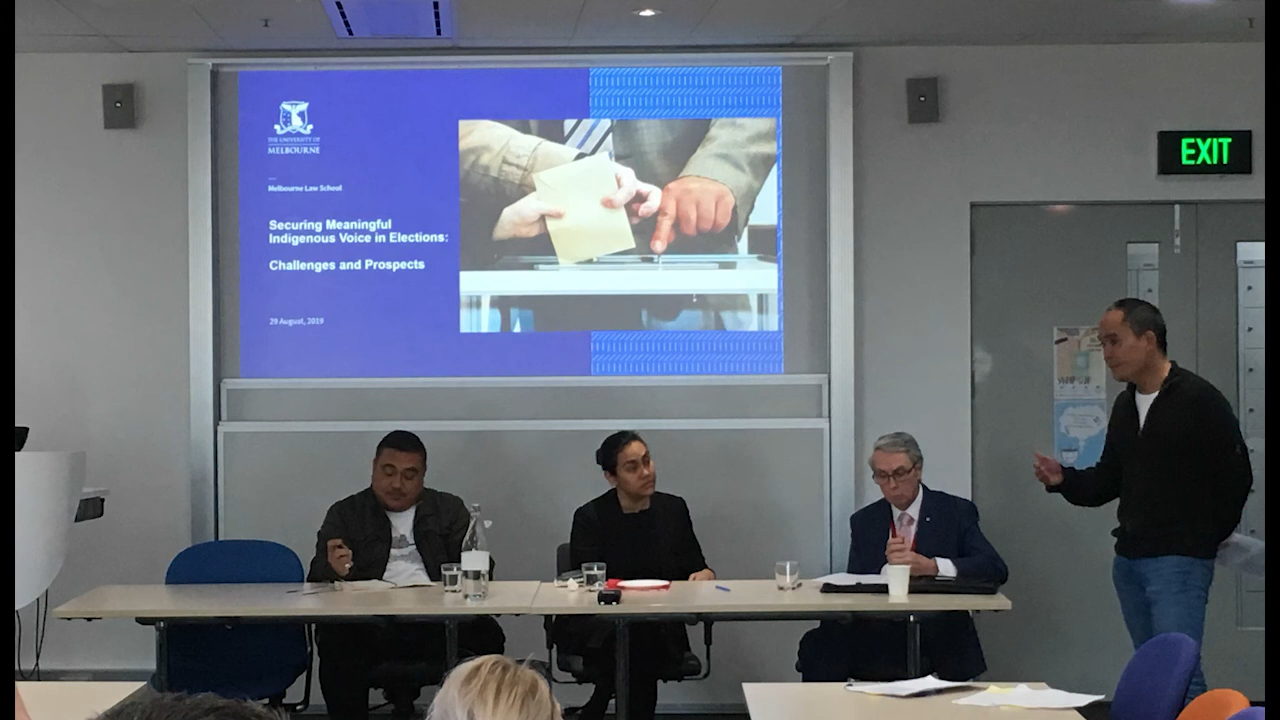 THE UNIVERSITY OF
MELBOURNE
Melbourne Law School
Securing Meaningful
Indigenous Voice in Elections:
Challenges and Prospects
29 August, 2019
EXIT